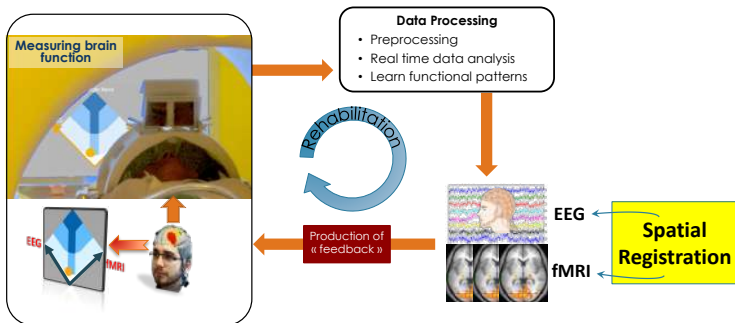 Measuring brain
function
Data Processing
• Preprocessing
• Real time data analysis
• Learn functional patterns
Rehabilitation
EEG
fMRI
Production of
« feedback »
EEG
fMRI
Spatial
Registration